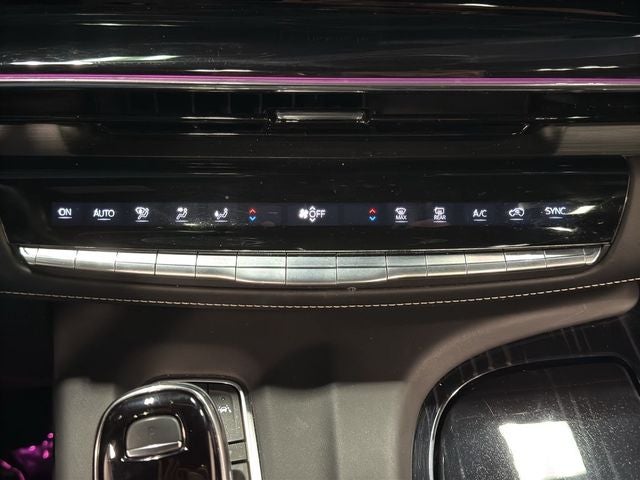 ON AUTO OFF MAX REAR A/C SYNC